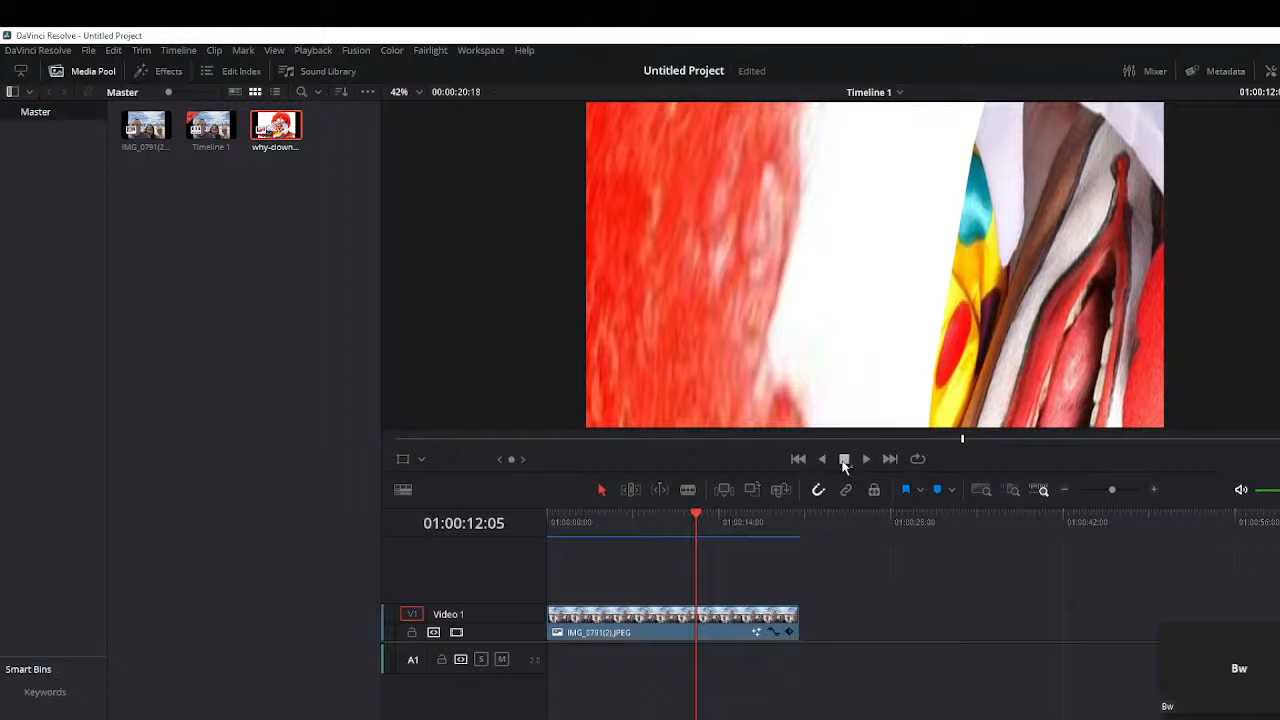 DaVinci Resolve - Untitled Project
DaVinci Resolve File Edit Trim Timeline Clip Mark View Playback Fusion Color Fairlight Workspace Help
Media Pool Effects Edit Index Sound Library Untitled Project Edited Mixer Metadata
Master 42% 00:00:20:18 Timeline 1 01:00:12:0
Master
IMG_0791(2... Timeline 1 why-clown...
01:00:12:05
01:00:00:00 01:00:14:00 01:00:28:00 01:00:42:00 01:00:56:00
V1 Video 1
IMG_0791(2).JPEG
A1 S M 2.0
Smart Bins
Keywords
Bw
Bw